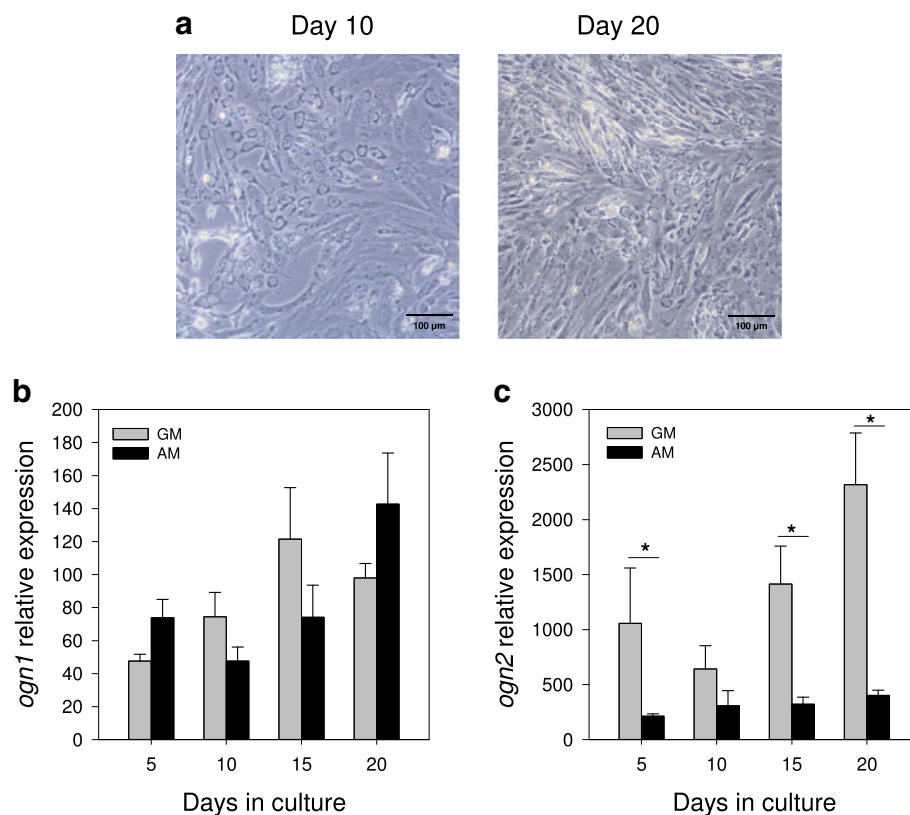 a
Day 10
Day 20
100 µm
100 µm
b
200
180
160
140
120
100
80
60
40
20
0
ogn1 relative expression
GM
AM
5 10 15 20
Days in culture
c
3000
2500
2000
1500
1000
500
0
ogn2 relative expression
GM
AM
*
*
*
5 10 15 20
Days in culture